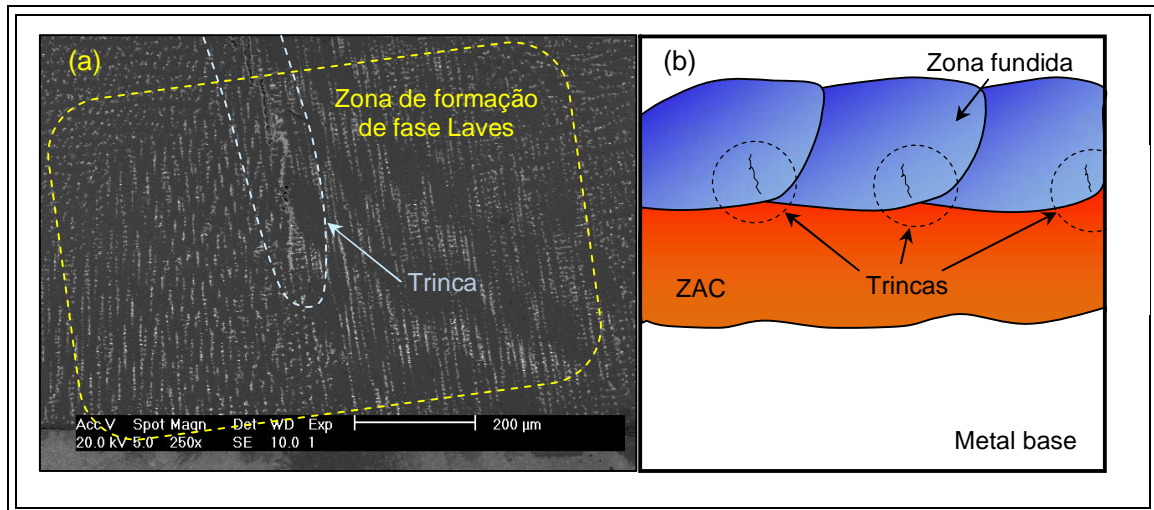 (a)
Zona de formação
de fase Laves
Trinca
Acc.V Spot Magn Det WD Exp
20.0 kV 5.0 250x SE 10.0 1
200 µm
(b)
Zona fundida
ZAC
Trincas
Metal base